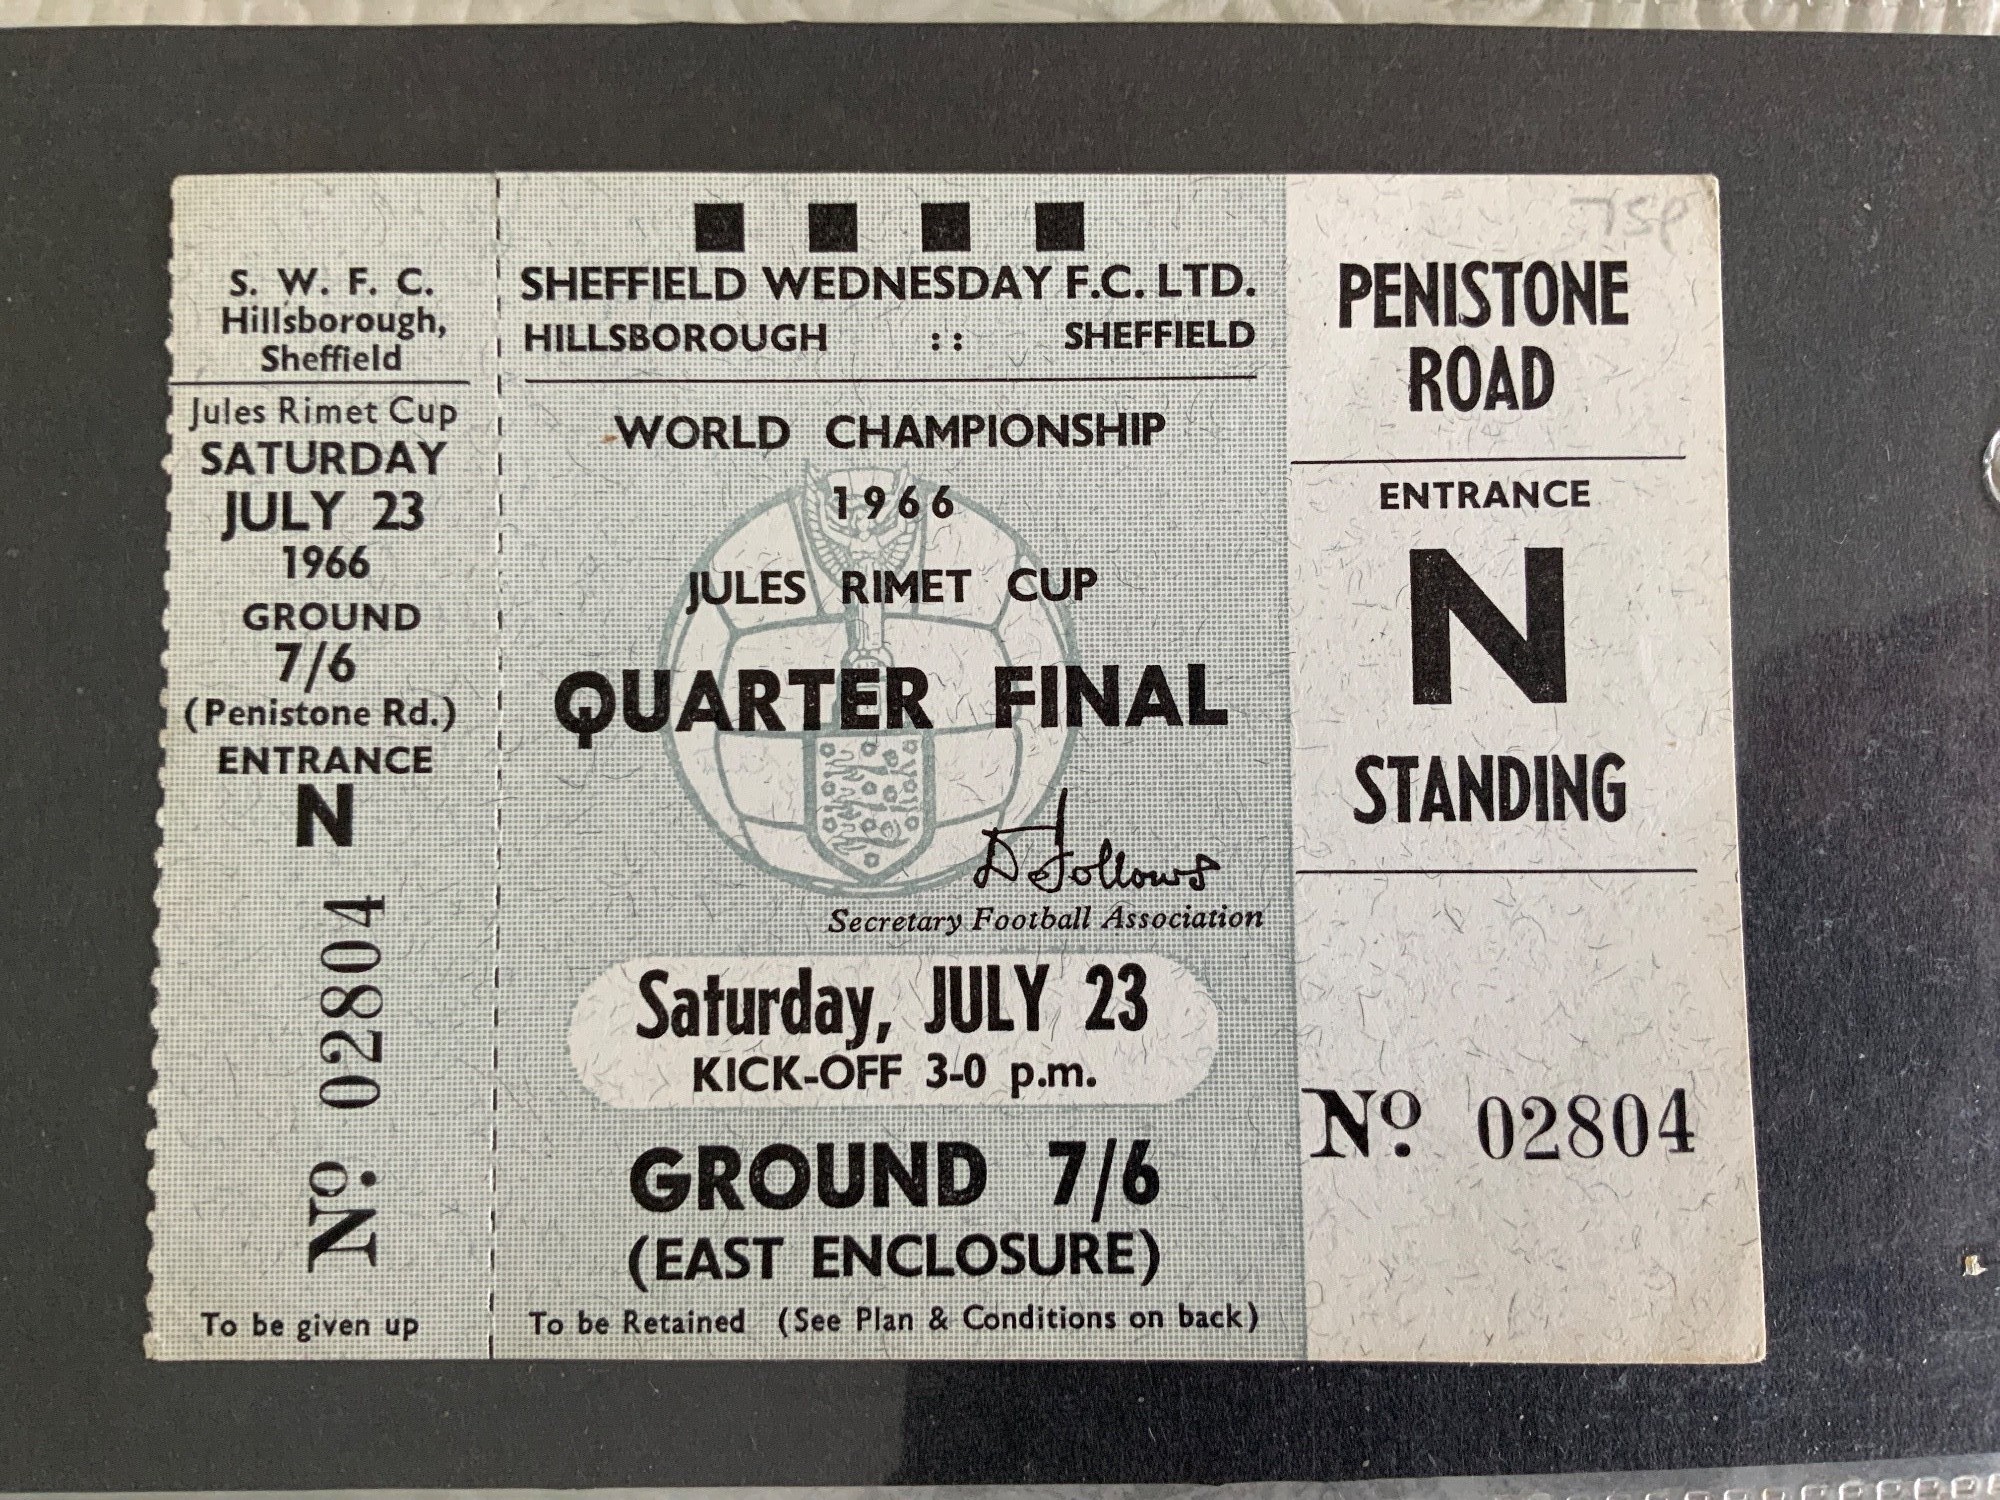 S. W. F. C.
Hillsborough,
Sheffield
Jules Rimet Cup
SATURDAY
JULY 23
1966
GROUND
7/6
(Penistone Rd.)
ENTRANCE
N
No. 02804
To be given up
SHEFFIELD WEDNESDAY F.C. LTD.
HILLSBOROUGH :: SHEFFIELD
WORLD CHAMPIONSHIP
1966
JULES RIMET CUP
QUARTER FINAL
D Follows
Secretary Football Association
Saturday, JULY 23
KICK-OFF 3-0 p.m.
GROUND 7/6
(EAST ENCLOSURE)
To be Retained (See Plan & Conditions on back)
75p
PENISTONE
ROAD
ENTRANCE
N
STANDING
No. 02804